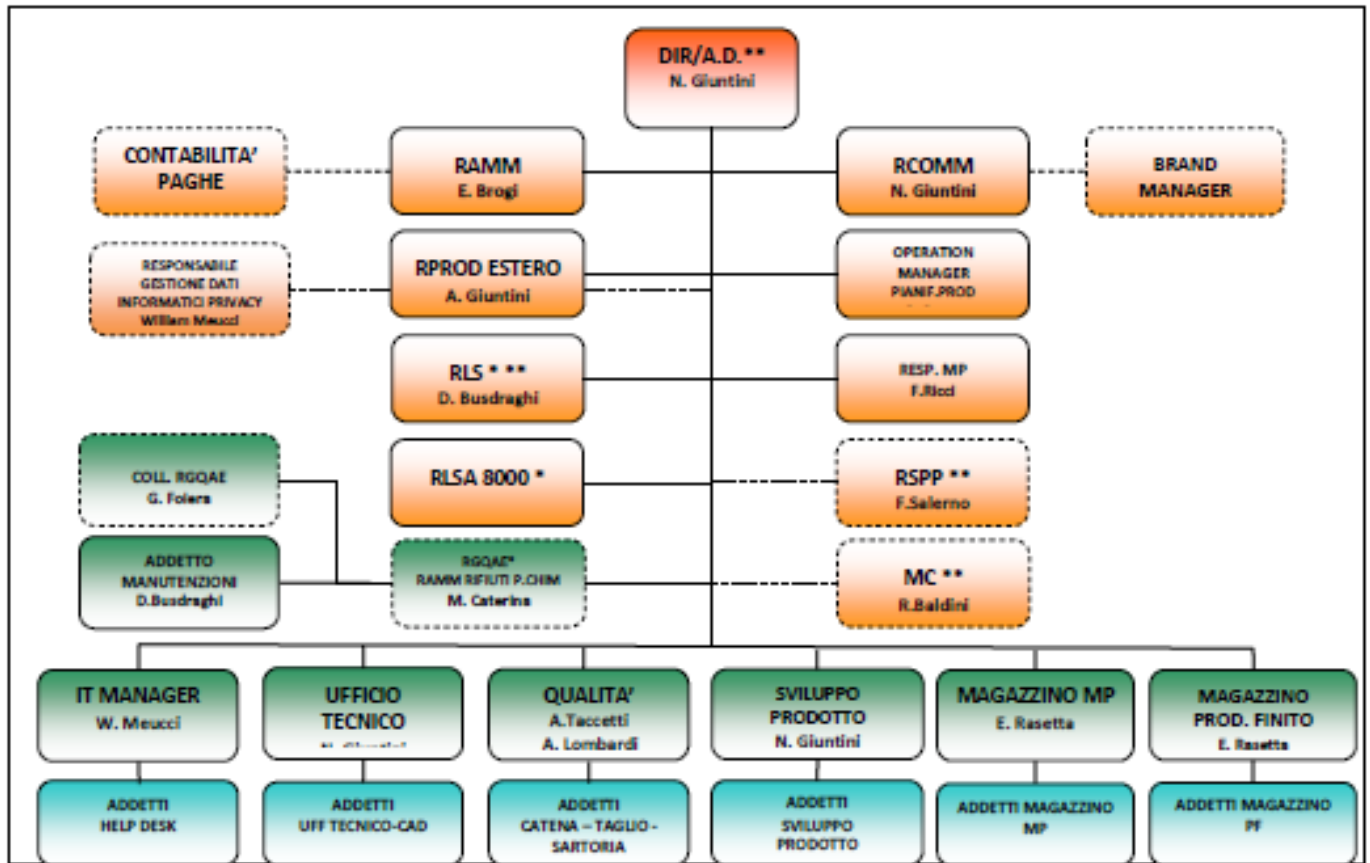 DIR/A.D.**
N. Giuntini
CONTABILITA'
PAGHE
RAMM
E. Brogi
RCOMM
N. Giuntini
BRAND
MANAGER
RESPONSABILE
GESTIONE DATI
INFORMATICI PRIVACY
William Meucci
RPROD ESTERO
A. Giuntini
OPERATION
MANAGER
PIANIF.PROD
RLS * **
D. Busdraghi
RESP. MP
F.Ricci
COLL. RGQAE
G. Foiera
RLSA 8000 *
RSPP **
F.Salerno
ADDETTO
MANUTENZIONI
D.Busdraghi
RGQAE*
RAMM RIFIUTI P.CHIM
M. Caterina
MC **
R.Baldini
IT MANAGER
W. Meucci
UFFICIO
TECNICO
N. Giuntini
QUALITA'
A.Taccetti
A. Lombardi
SVILUPPO
PRODOTTO
N. Giuntini
MAGAZZINO MP
E. Rasetta
MAGAZZINO
PROD. FINITO
E. Rasetta
ADDETTI
HELP DESK
ADDETTI
UFF TECNICO-CAD
ADDETTI
CATENA – TAGLIO -
SARTORIA
ADDETTI
SVILUPPO
PRODOTTO
ADDETTI MAGAZZINO
MP
ADDETTI MAGAZZINO
PF